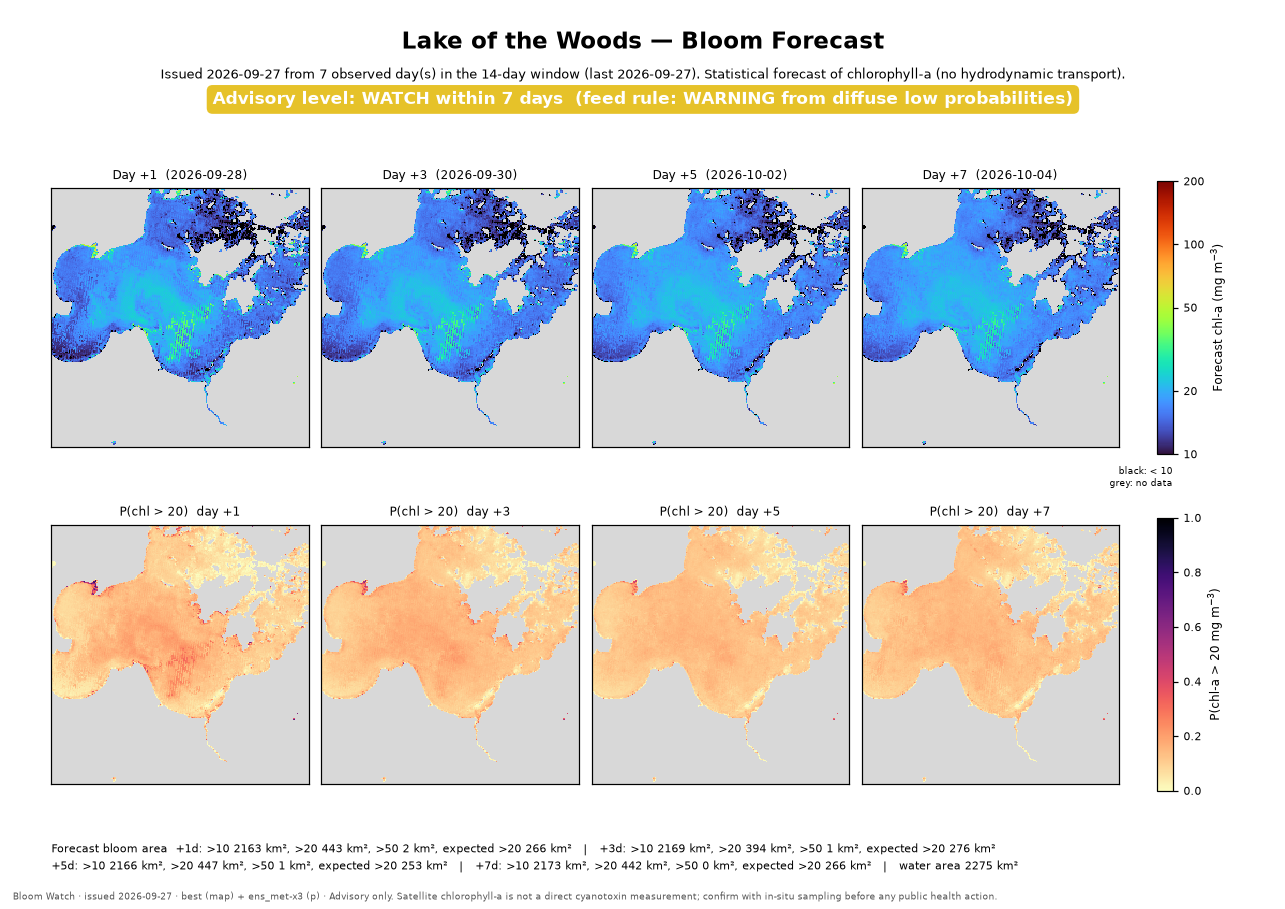 Lake of the Woods — Bloom Forecast
Issued 2026-09-27 from 7 observed day(s) in the 14-day window (last 2026-09-27). Statistical forecast of chlorophyll-a (no hydrodynamic transport).
Advisory level: WATCH within 7 days (feed rule: WARNING from diffuse low probabilities)
Day +1 (2026-09-28)
Day +3 (2026-09-30)
Day +5 (2026-10-02)
Day +7 (2026-10-04)
200
100
50
20
10
Forecast chl-a (mg m⁻³)
black: < 10
grey: no data
P(chl > 20) day +1
P(chl > 20) day +3
P(chl > 20) day +5
P(chl > 20) day +7
1.0
0.8
0.6
0.4
0.2
0.0
P(chl-a > 20 mg m⁻³)
Forecast bloom area +1d: >10 2163 km², >20 443 km², >50 2 km², expected >20 266 km² | +3d: >10 2169 km², >20 394 km², >50 1 km², expected >20 276 km²
+5d: >10 2166 km², >20 447 km², >50 1 km², expected >20 253 km² | +7d: >10 2173 km², >20 442 km², >50 0 km², expected >20 266 km² | water area 2275 km²
Bloom Watch · issued 2026-09-27 · best (map) + ens_met-x3 (p) · Advisory only. Satellite chlorophyll-a is not a direct cyanotoxin measurement; confirm with in-situ sampling before any public health action.